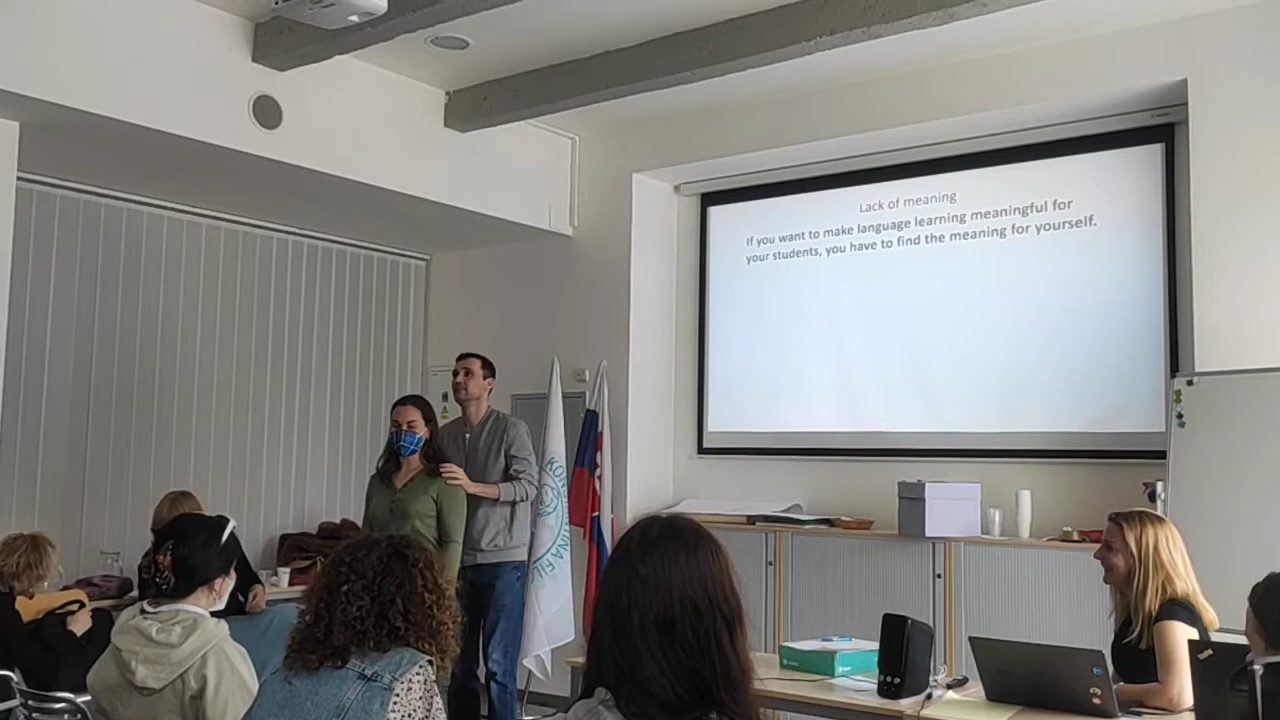 Lack of meaning
If you want to make language learning meaningful for
your students, you have to find the meaning for yourself.